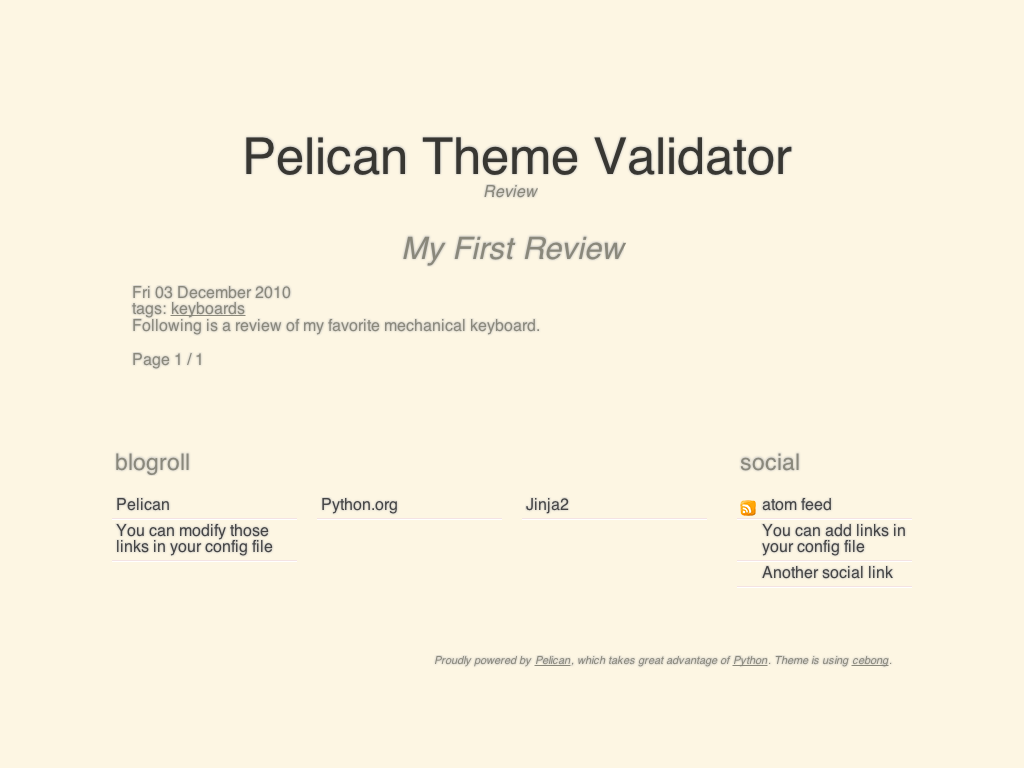 Pelican Theme Validator
Review
My First Review
Fri 03 December 2010
tags: keyboards
Following is a review of my favorite mechanical keyboard.
Page 1 / 1
blogroll
Pelican
Python.org
Jinja2
You can modify those
links in your config file
social
atom feed
You can add links in
your config file
Another social link
Proudly powered by Pelican, which takes great advantage of Python. Theme is using cebong.